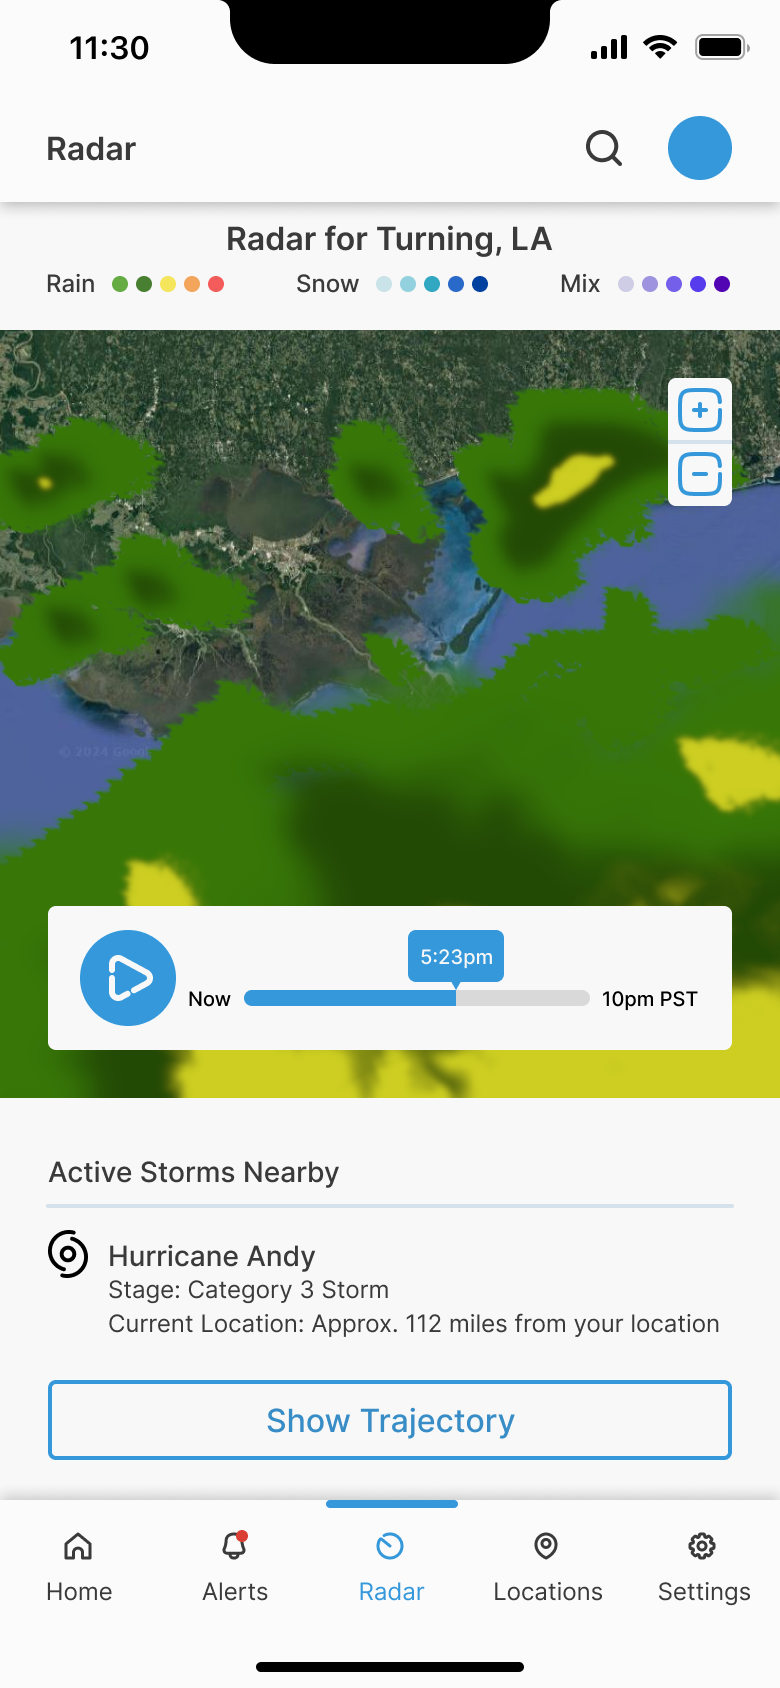 11:30
Radar
Radar for Turning, LA
Rain Snow Mix
© 2024 Googl
5:23pm
Now 10pm PST
Active Storms Nearby
Hurricane Andy
Stage: Category 3 Storm
Current Location: Approx. 112 miles from your location
Show Trajectory
Home Alerts Radar Locations Settings